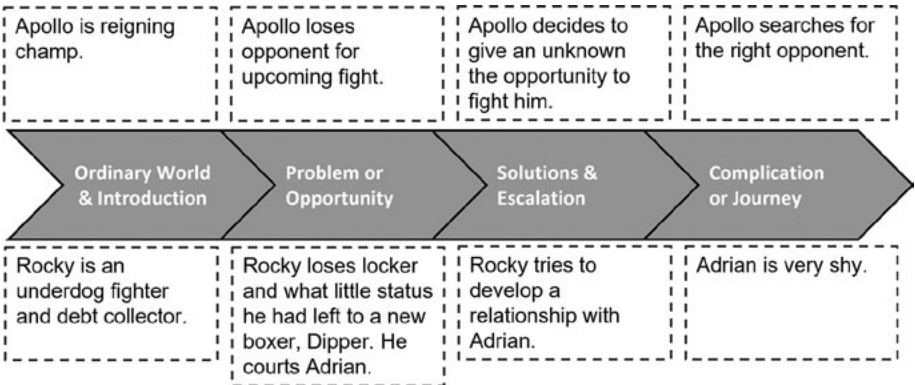 Apollo is reigning
champ.
Apollo loses
opponent for
upcoming fight.
Apollo decides to
give an unknown
the opportunity to
fight him.
Apollo searches for
the right opponent.
Ordinary World
& Introduction
Problem or
Opportunity
Solutions &
Escalation
Complication
or Journey
Rocky is an
underdog fighter
and debt collector.
Rocky loses locker
and what little status
he had left to a new
boxer, Dipper. He
courts Adrian.
Rocky tries to
develop a
relationship with
Adrian.
Adrian is very shy.